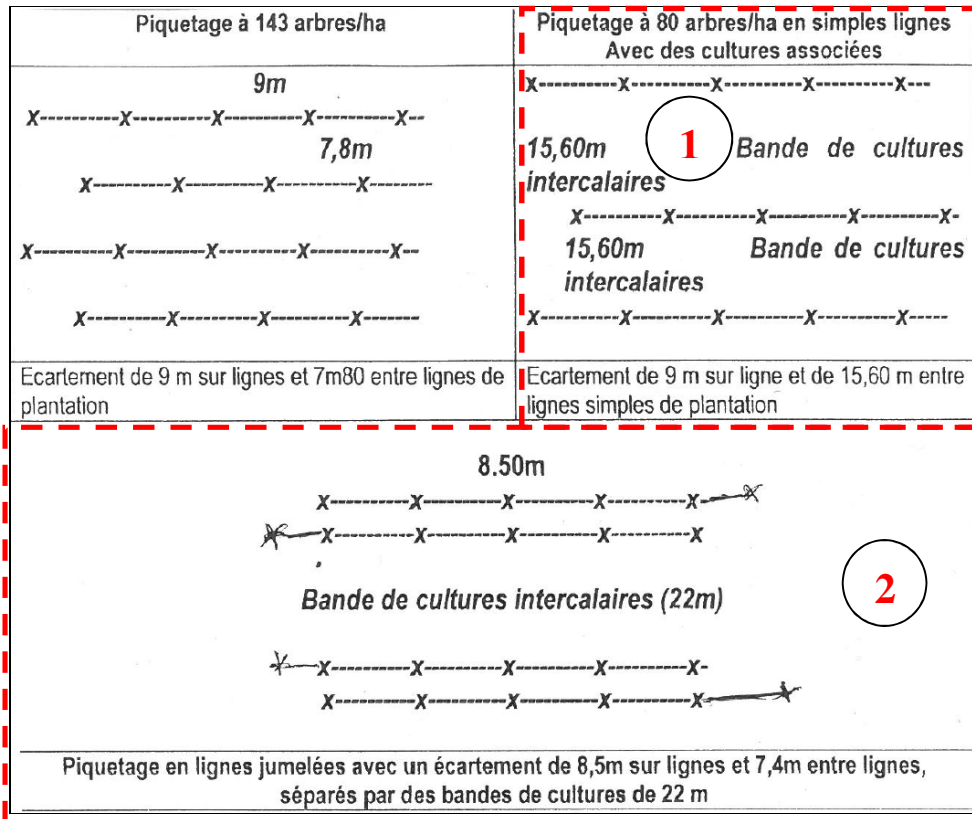 Piquetage à 143 arbres/ha
9m
X----------X----------X----------X----------X--
7,8m
X----------X----------X----------X--------
X----------X----------X----------X----------X--
X----------X----------X----------X-------
Ecartement de 9 m sur lignes et 7m80 entre lignes de
plantation
Piquetage à 80 arbres/ha en simples lignes
Avec des cultures associées
X----------X----------X----------X----------X---
1
15,60m Bande de cultures
intercalaires
X----------X----------X----------X----------X-
15,60m Bande de cultures
intercalaires
X----------X----------X----------X----------X-----
Ecartement de 9 m sur ligne et de 15,60 m entre
lignes simples de plantation
8.50m
X----------X----------X----------X----------X
X----------X----------X----------X----------X
Bande de cultures intercalaires (22m)
2
X----------X----------X----------X----------X-
X----------X----------X----------X----------X
Piquetage en lignes jumelées avec un écartement de 8,5m sur lignes et 7,4m entre lignes,
séparés par des bandes de cultures de 22 m